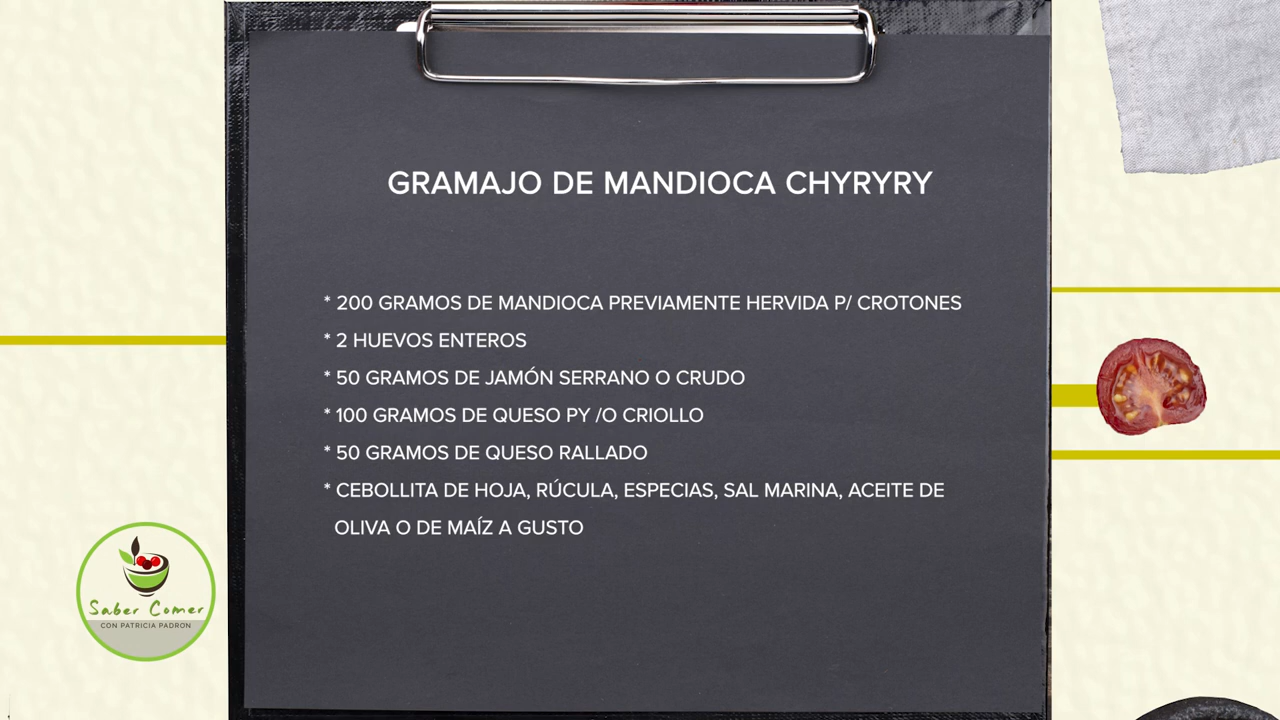 GRAMAJO DE MANDIOCA CHYRYRY
* 200 GRAMOS DE MANDIOCA PREVIAMENTE HERVIDA P/ CROTONES
* 2 HUEVOS ENTEROS
* 50 GRAMOS DE JAMÓN SERRANO O CRUDO
* 100 GRAMOS DE QUESO PY /O CRIOLLO
* 50 GRAMOS DE QUESO RALLADO
* CEBOLLITA DE HOJA, RÚCULA, ESPECIAS, SAL MARINA, ACEITE DE
OLIVA O DE MAÍZ A GUSTO
Saber Comer
CON PATRICIA PADRON